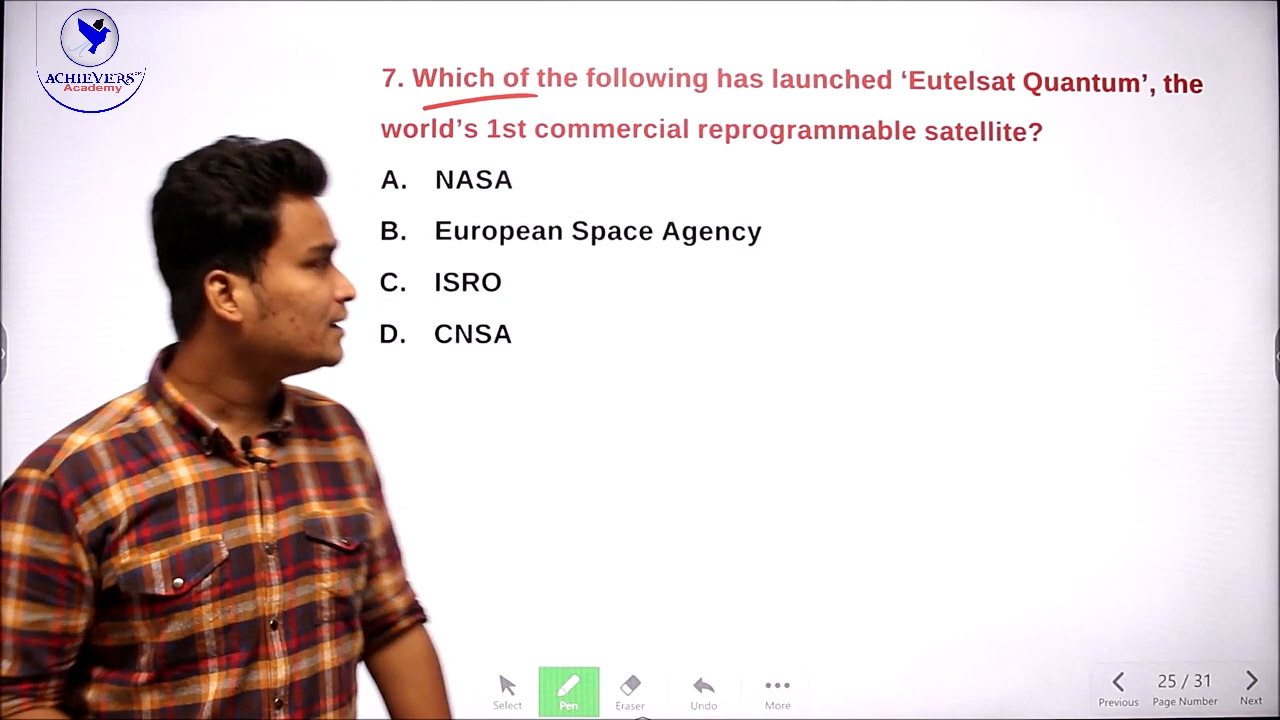 ACHIEVERS
Academy
7. Which of the following has launched ‘Eutelsat Quantum’, the
world’s 1st commercial reprogrammable satellite?
A. NASA
B. European Space Agency
C. ISRO
D. CNSA
Select
Pen
Eraser
Undo
More
Previous
25 / 31
Page Number
Next